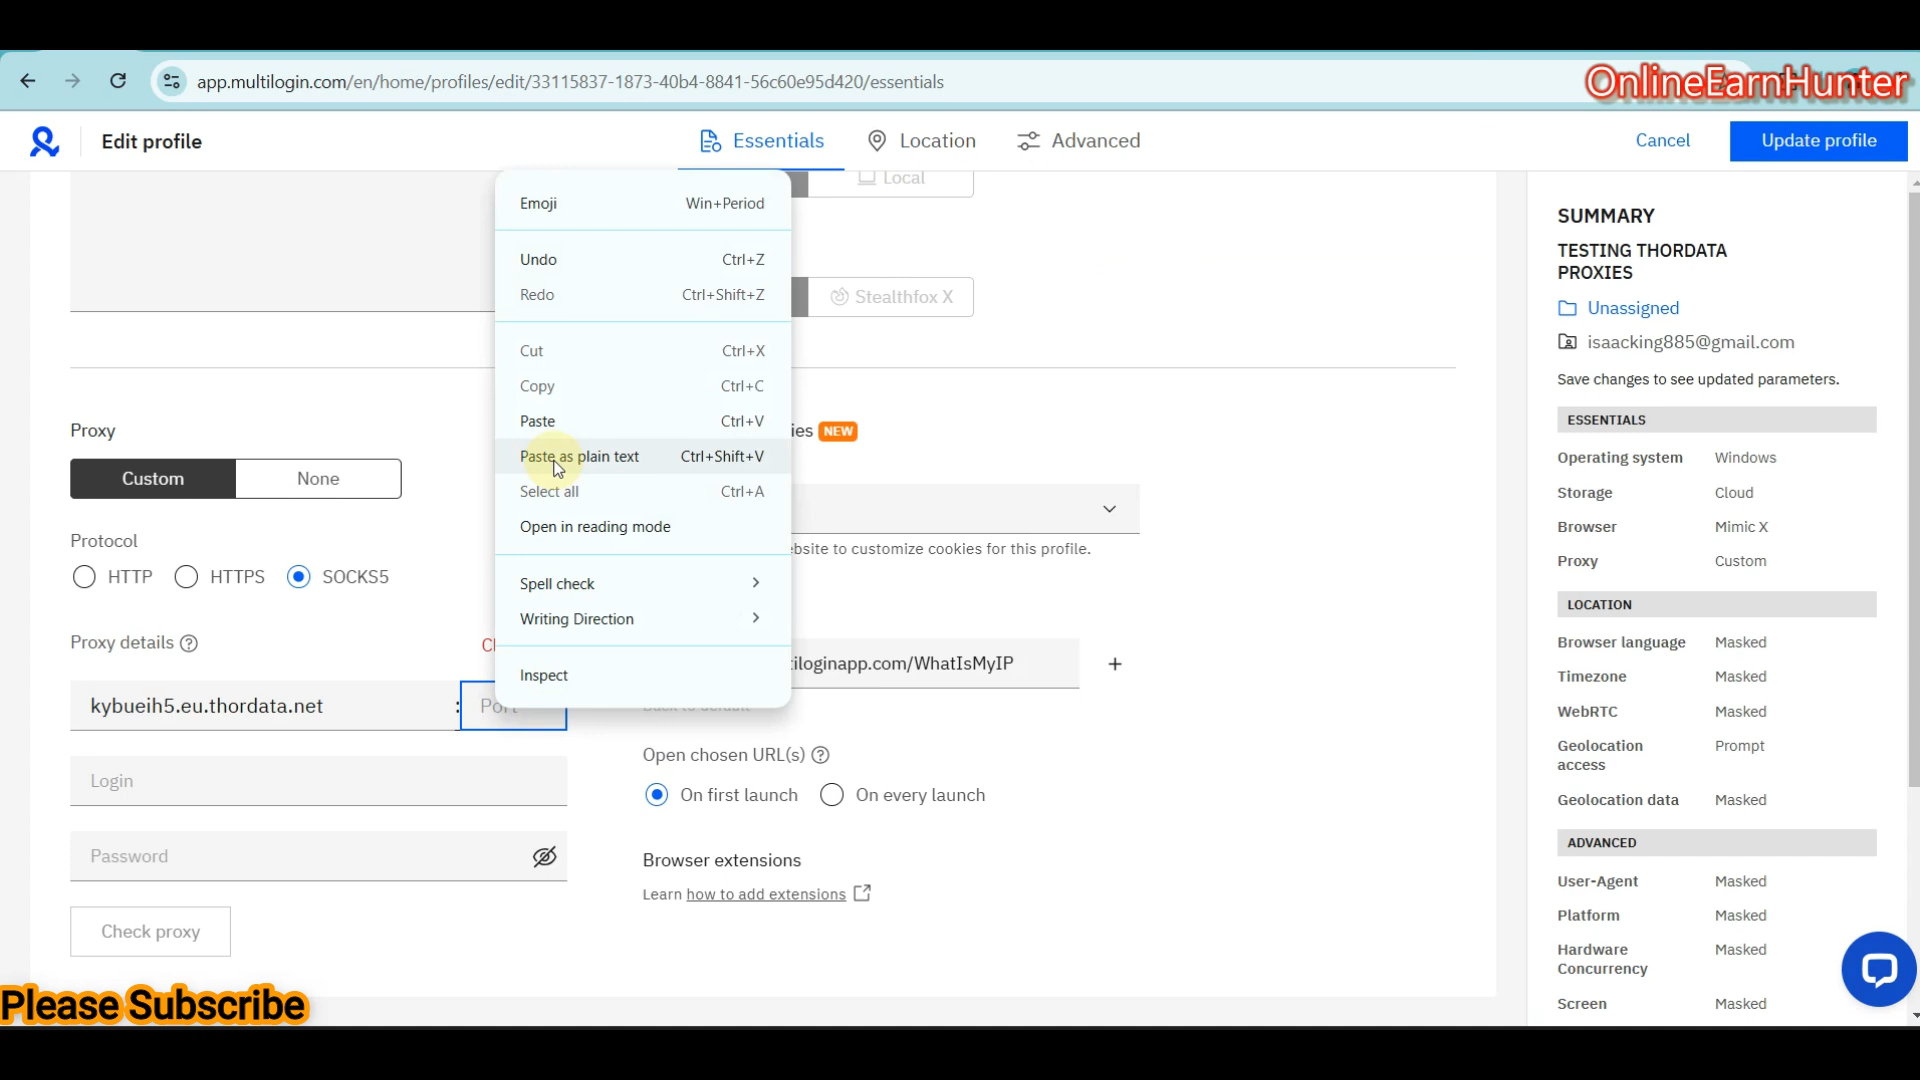 app.multilogin.com/en/home/profiles/edit/33115837-1873-40b4-8841-56c60e95d420/essentials
OnlineEarnHunter
Edit profile
Essentials
Location
Advanced
Cancel
Update profile
Local
Stealthfox X
Emoji Win+Period
Undo Ctrl+Z
Redo Ctrl+Shift+Z
Cut Ctrl+X
Copy Ctrl+C
Paste Ctrl+V
Paste as plain text Ctrl+Shift+V
Select all Ctrl+A
Open in reading mode
Spell check
Writing Direction
Inspect
Proxy
Custom None
Protocol
HTTP HTTPS SOCKS5
Proxy details
kybueih5.eu.thordata.net : Port
Login
Password
Check proxy
ies NEW
ebsite to customize cookies for this profile.
tiloginapp.com/WhatIsMyIP
Back to default
Open chosen URL(s)
On first launch On every launch
Browser extensions
Learn how to add extensions
SUMMARY
TESTING THORDATA
PROXIES
Unassigned
isaacking885@gmail.com
Save changes to see updated parameters.
ESSENTIALS
Operating system Windows
Storage Cloud
Browser Mimic X
Proxy Custom
LOCATION
Browser language Masked
Timezone Masked
WebRTC Masked
Geolocation access Prompt
Geolocation data Masked
ADVANCED
User-Agent Masked
Platform Masked
Hardware Concurrency Masked
Screen Masked
Please Subscribe